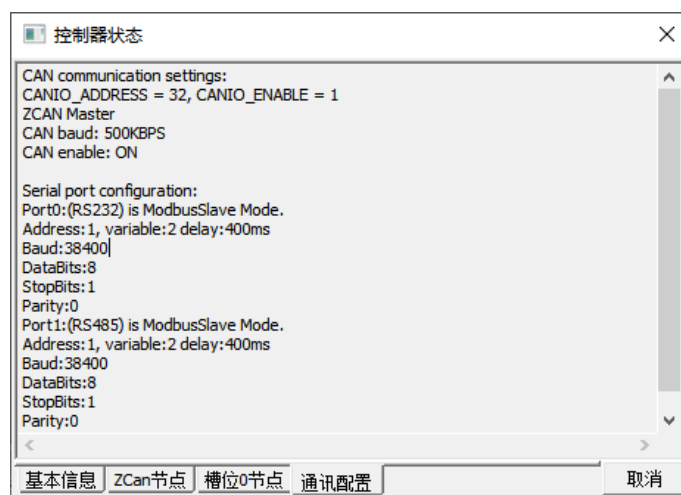 控制器状态
CAN communication settings:
CANIO_ADDRESS = 32, CANIO_ENABLE = 1
ZCAN Master
CAN baud: 500KBPS
CAN enable: ON
Serial port configuration:
Port0:(RS232) is ModbusSlave Mode.
Address:1, variable:2 delay:400ms
Baud:38400
DataBits:8
StopBits:1
Parity:0
Port1:(RS485) is ModbusSlave Mode.
Address:1, variable:2 delay:400ms
Baud:38400
DataBits:8
StopBits:1
Parity:0
基本信息 ZCan节点 槽位0节点 通讯配置 取消